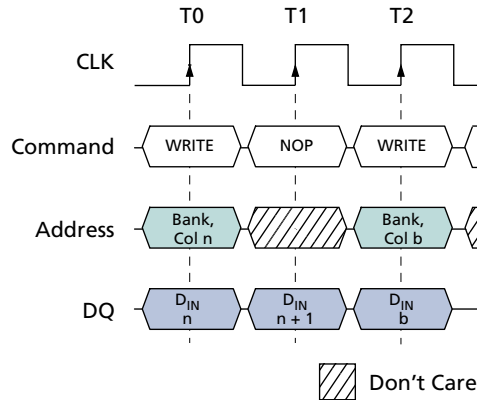 T0 T1 T2
CLK
Command WRITE NOP WRITE
Address Bank, Col n Bank, Col b
DQ DIN n DIN n + 1 DIN b
Don't Care